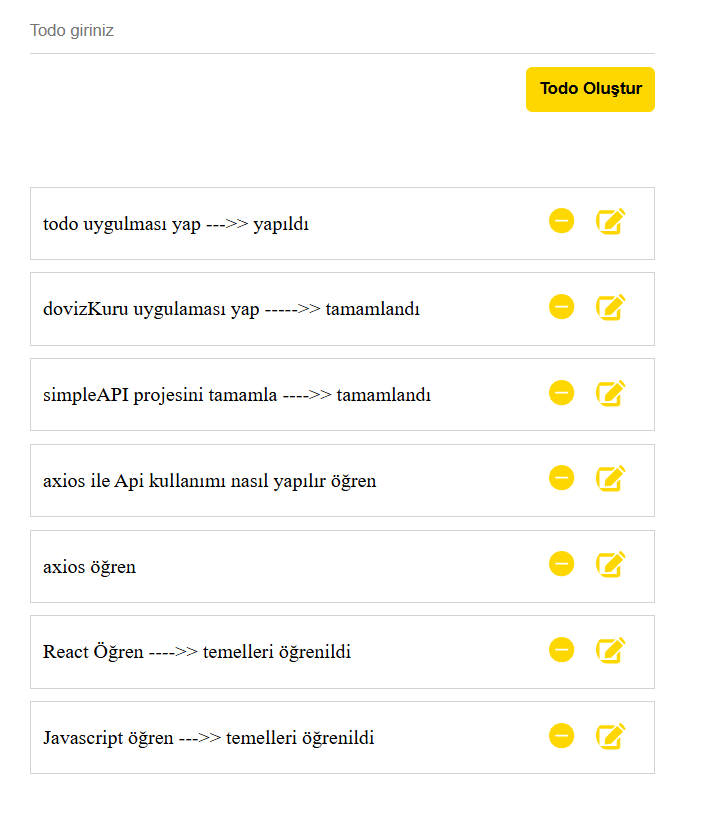 Todo giriniz
Todo Oluştur
todo uygulması yap --->> yapıldı
dovizKuru uygulaması yap ----->> tamamlandı
simpleAPI projesini tamamla ---->> tamamlandı
axios ile Api kullanımı nasıl yapılır öğren
axios öğren
React Öğren ---->> temelleri öğrenildi
Javascript öğren --->> temelleri öğrenildi